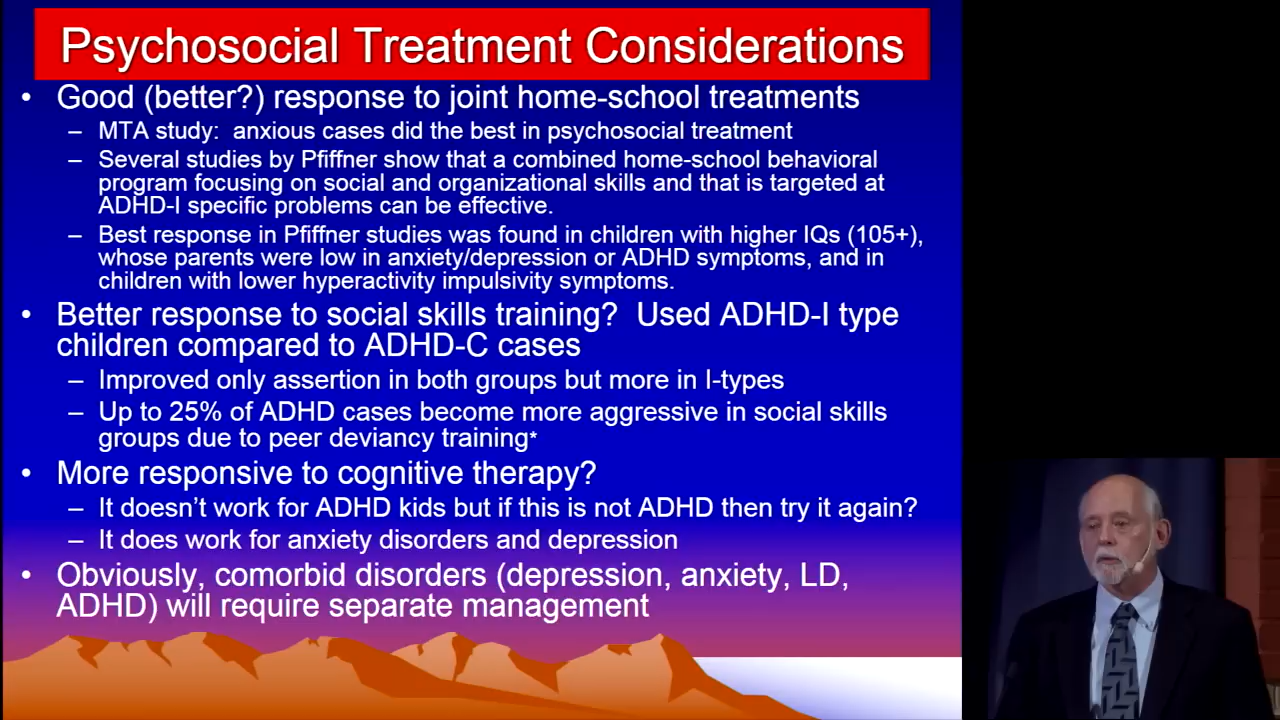 Psychosocial Treatment Considerations
• Good (better?) response to joint home-school treatments
– MTA study: anxious cases did the best in psychosocial treatment
– Several studies by Pfiffner show that a combined home-school behavioral
program focusing on social and organizational skills and that is targeted at
ADHD-I specific problems can be effective.
– Best response in Pfiffner studies was found in children with higher IQs (105+),
whose parents were low in anxiety/depression or ADHD symptoms, and in
children with lower hyperactivity impulsivity symptoms.
• Better response to social skills training? Used ADHD-I type
children compared to ADHD-C cases
– Improved only assertion in both groups but more in I-types
– Up to 25% of ADHD cases become more aggressive in social skills
groups due to peer deviancy training*
• More responsive to cognitive therapy?
– It doesn’t work for ADHD kids but if this is not ADHD then try it again?
– It does work for anxiety disorders and depression
• Obviously, comorbid disorders (depression, anxiety, LD,
ADHD) will require separate management